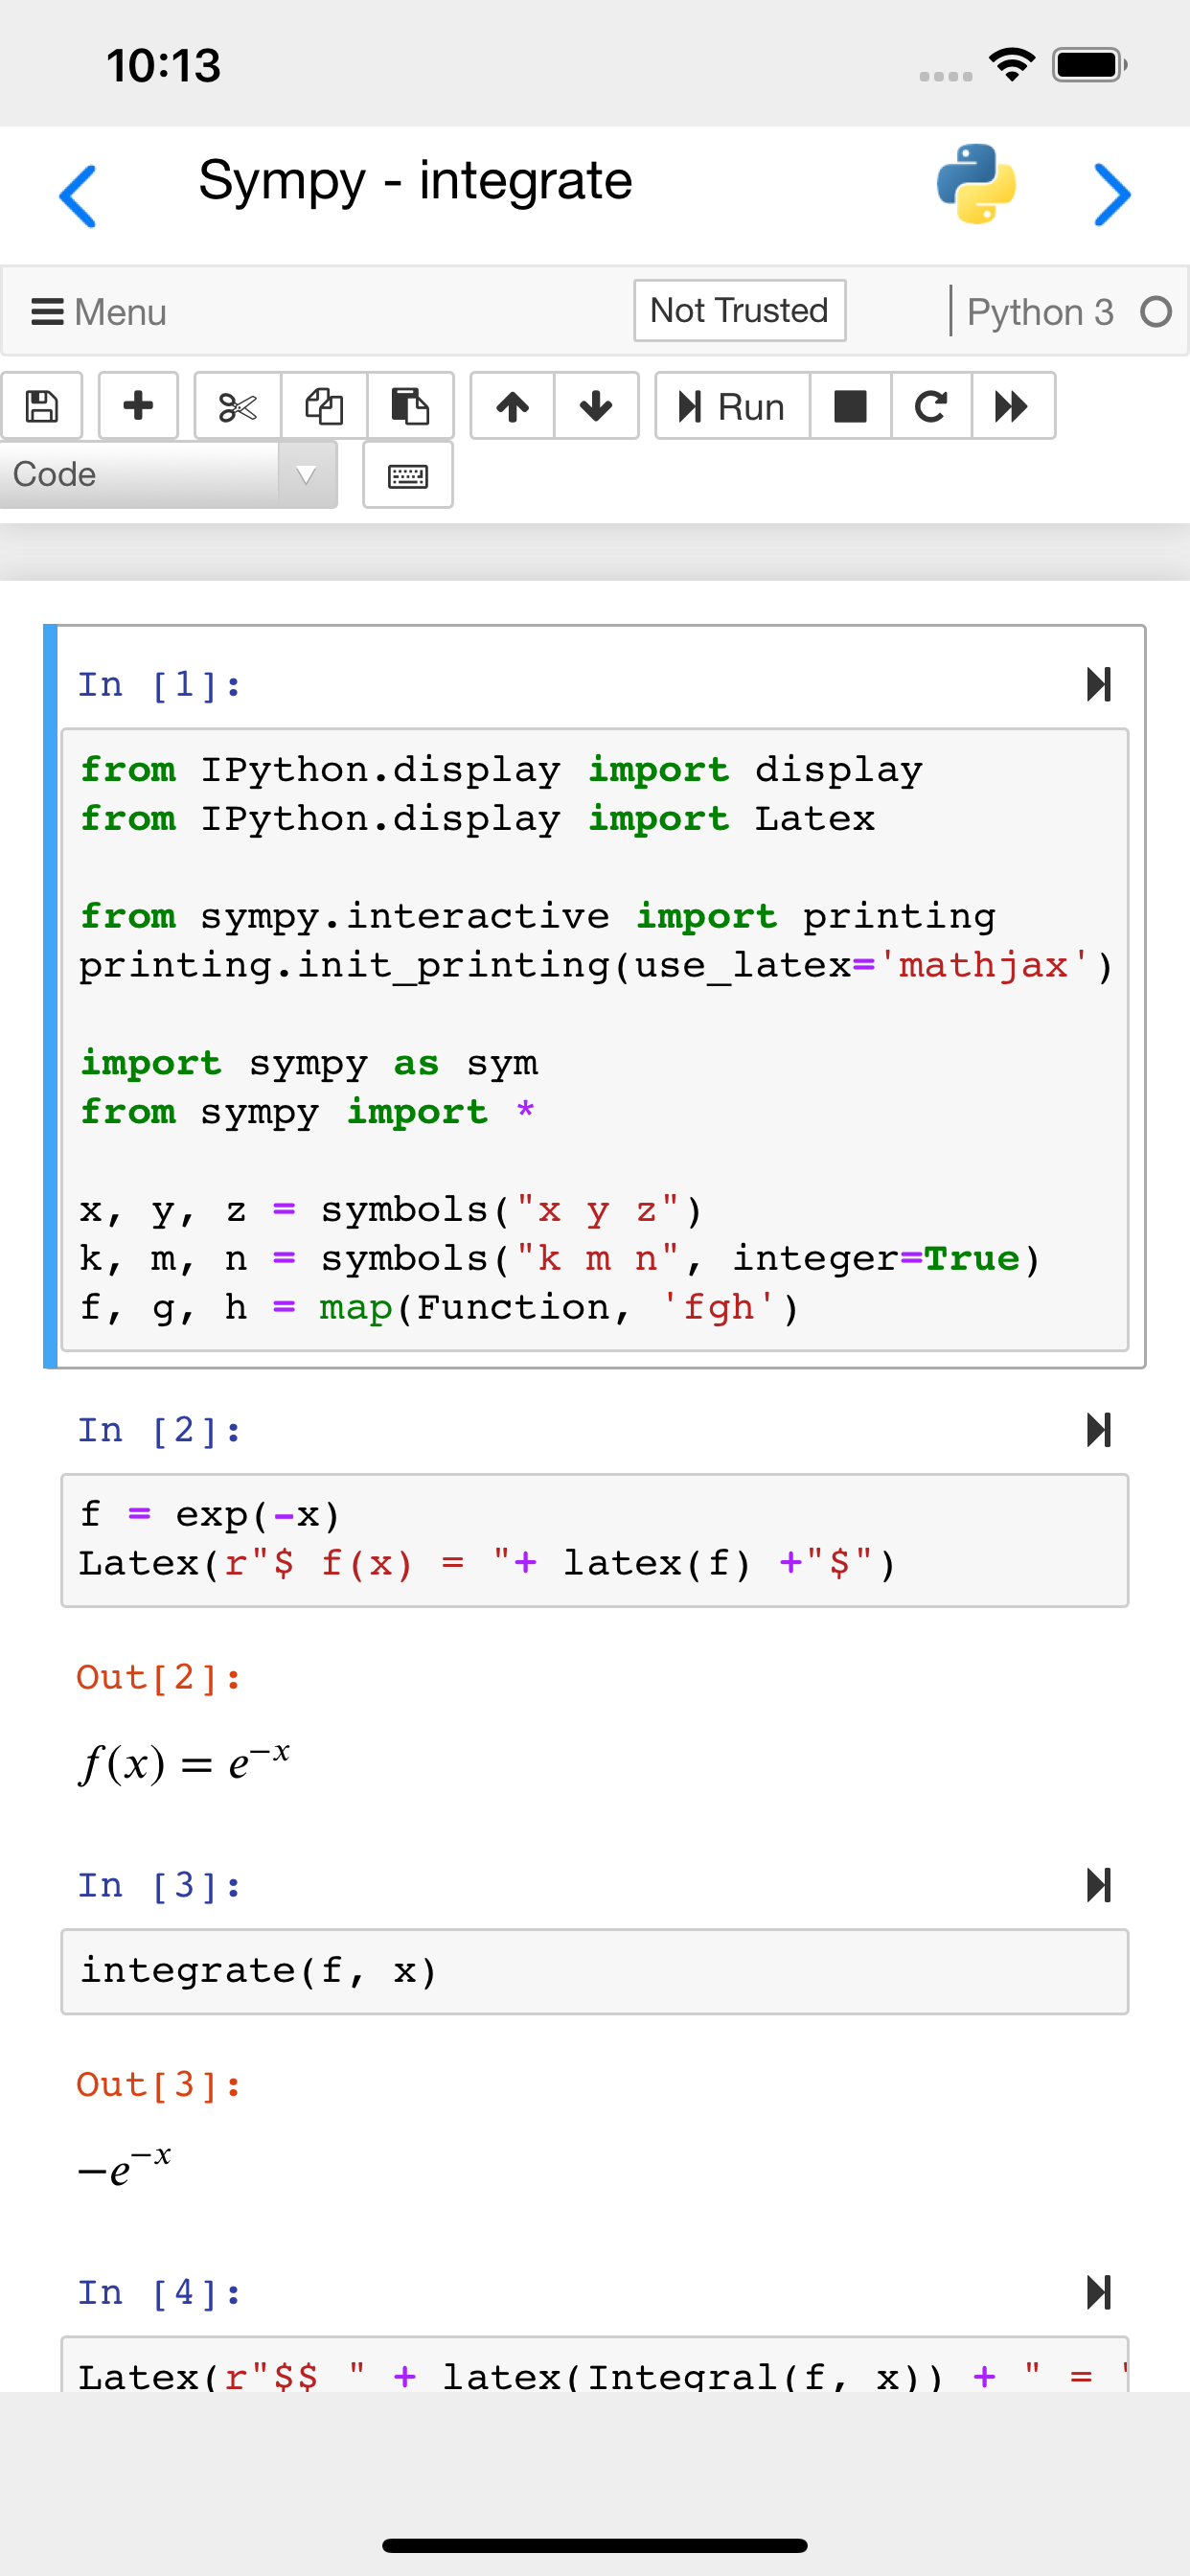 10:13
Sympy - integrate
Menu
Not Trusted
Python 3
Run
Code
In [1]:
from IPython.display import display
from IPython.display import Latex
from sympy.interactive import printing
printing.init_printing(use_latex='mathjax')
import sympy as sym
from sympy import *
x, y, z = symbols("x y z")
k, m, n = symbols("k m n", integer=True)
f, g, h = map(Function, 'fgh')
In [2]:
f = exp(-x)
Latex(r"$ f(x) = "+ latex(f) +"$")
Out[2]:
f(x) = e^{-x}
In [3]:
integrate(f, x)
Out[3]:
-e^{-x}
In [4]:
Latex(r"$$ " + latex(Integral(f, x)) + " =